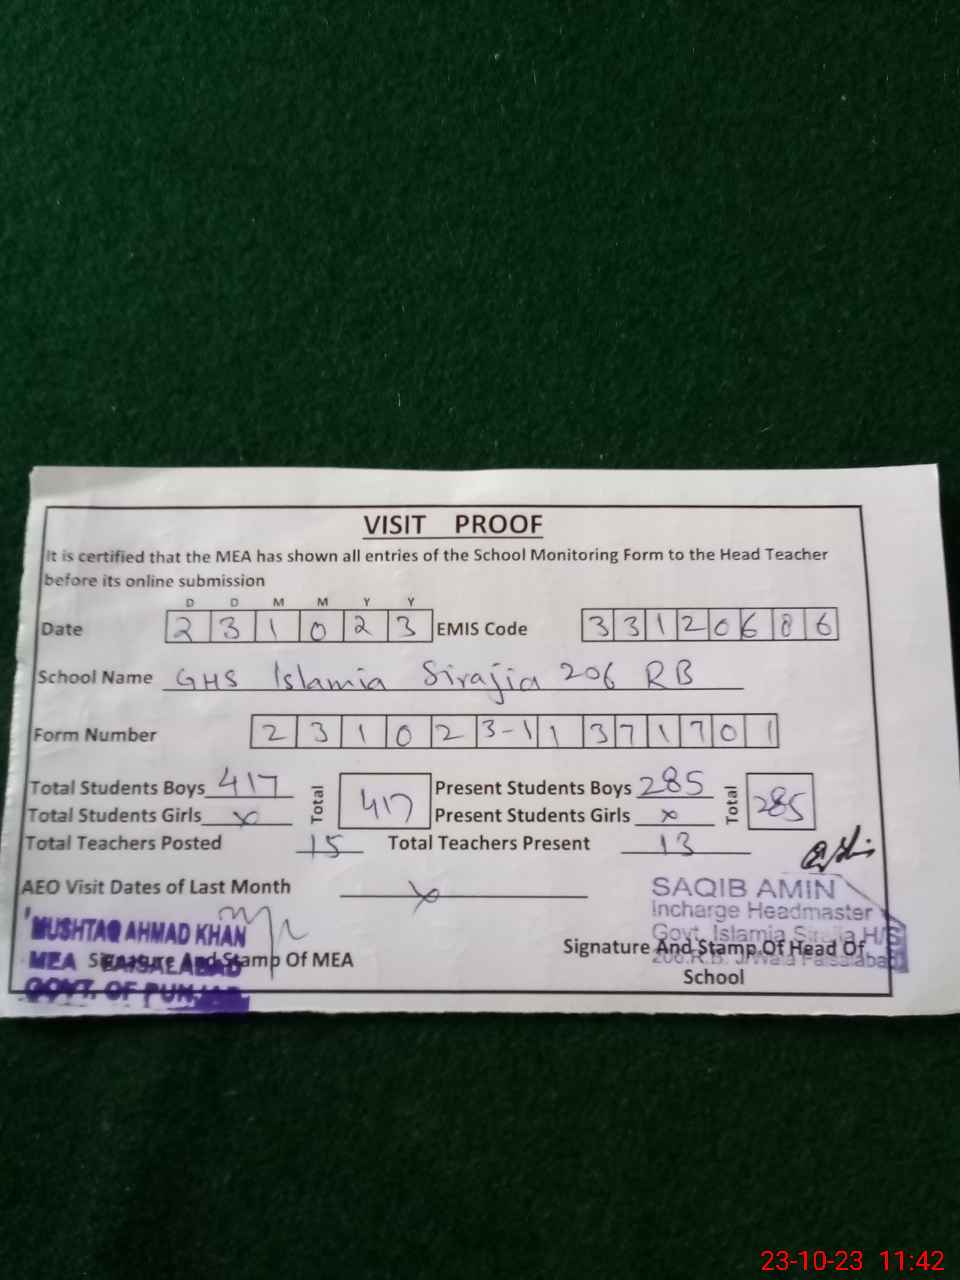 VISIT PROOF
It is certified that the MEA has shown all entries of the School Monitoring Form to the Head Teacher
before its online submission
D D M M Y Y
Date 2 3 1 0 2 3 EMIS Code 3 3 1 2 0 6 8 6
School Name GHS Islamia Sirajia 206 RB
Form Number 2 3 1 0 2 3-1 1 3 7 1 7 0 1
Total Students Boys 417 Total 417 Present Students Boys 285 Total 285
Total Students Girls x Present Students Girls x
Total Teachers Posted 15 Total Teachers Present 13
AEO Visit Dates of Last Month x
SAQIB AMIN
Incharge Headmaster
Govt. Islamia Sirajia H/S
206.R.B. J/Wala Faisalabad
MUSHTAQ AHMAD KHAN
MEA FAISALABAD
GOVT. OF PUNJAB
Signature And Stamp Of MEA
Signature And Stamp Of Head Of
School
23-10-23 11:42